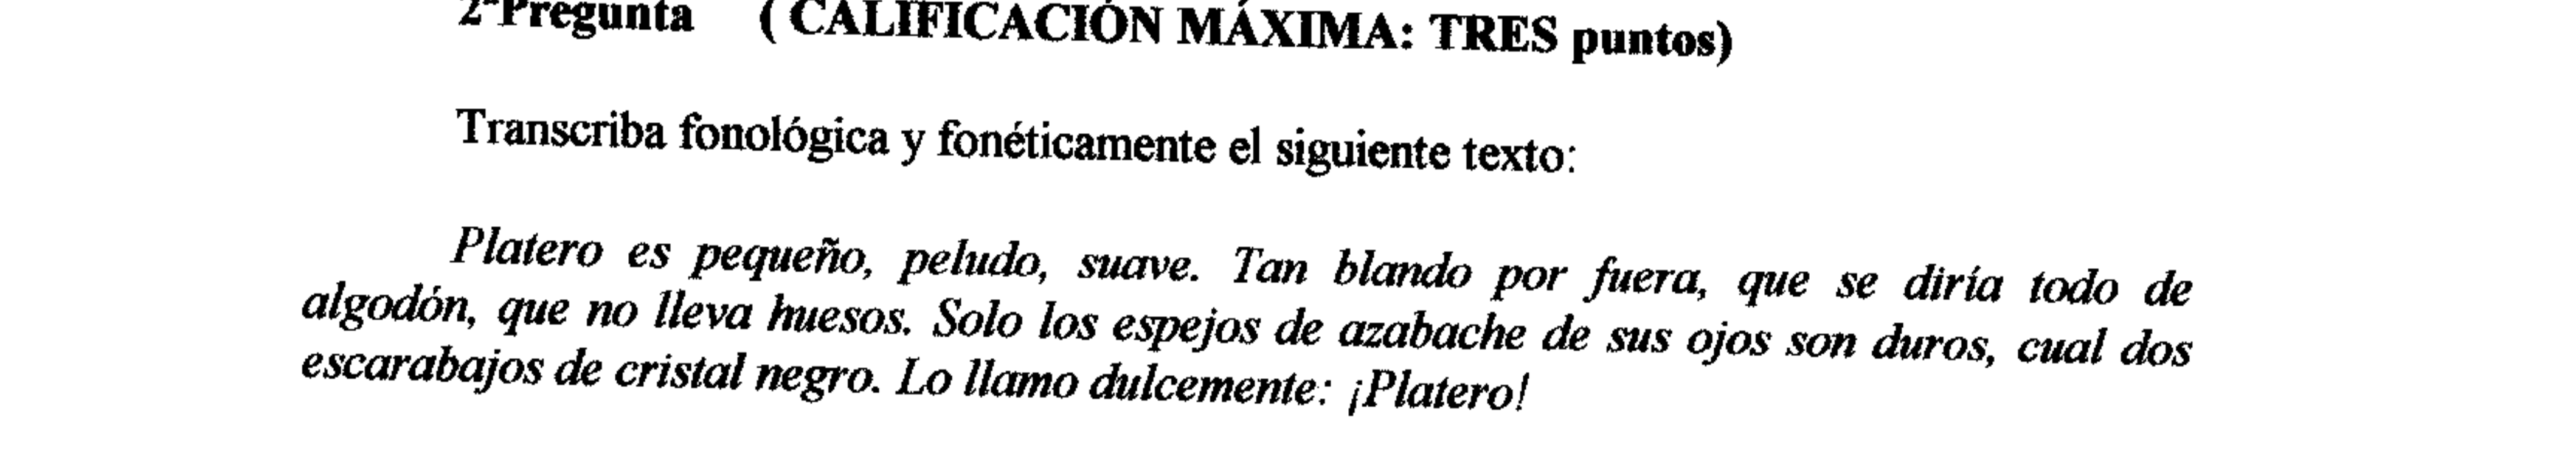 2ªPregunta ( CALIFICACIÓN MÁXIMA: TRES puntos)
Transcriba fonológica y fonéticamente el siguiente texto:
Platero es pequeño, peludo, suave. Tan blando por fuera, que se diría todo de
algodón, que no lleva huesos. Solo los espejos de azabache de sus ojos son duros, cual dos
escarabajos de cristal negro. Lo llamo dulcemente: ¡Platero!